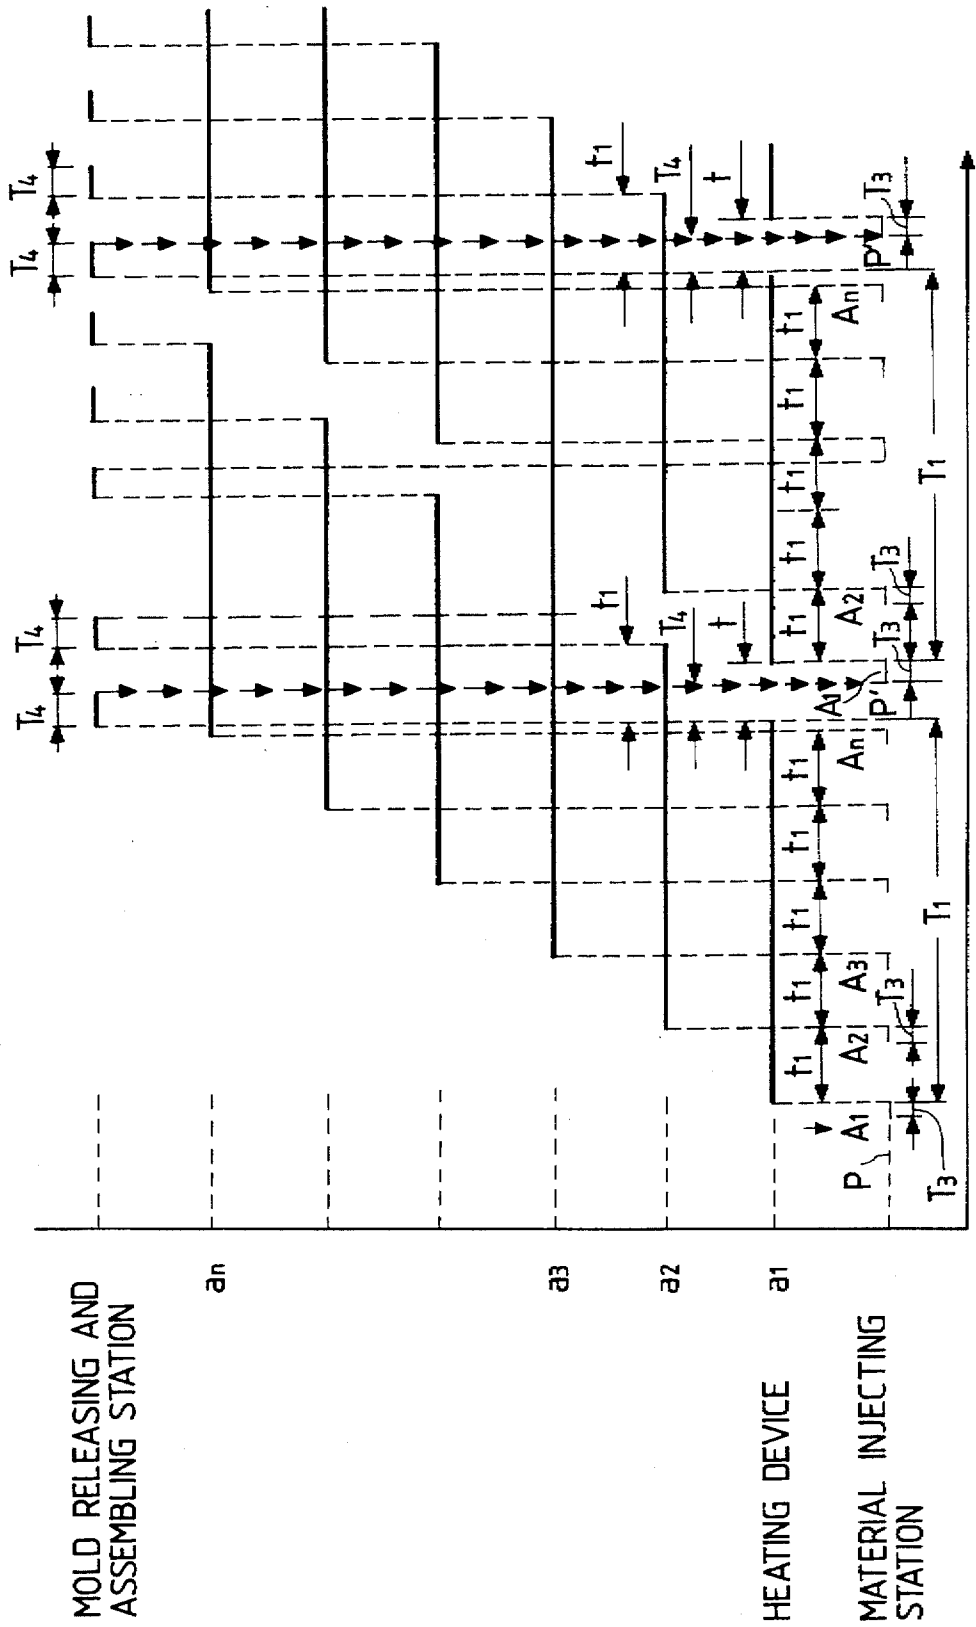 MOLD RELEASING AND
ASSEMBLING STATION
an
a3
a2
HEATING DEVICE
a1
MATERIAL INJECTING
STATION
T4
T4
T4
T4
t1
T4
t
t1
T4
t
t1
t1
t1
t1
t1
t1
t1
t1
t1
t1
P
A1
A2
A3
An
A1
P'
A2
An
P'
T3
T3
T3
T3
T3
T1
T1